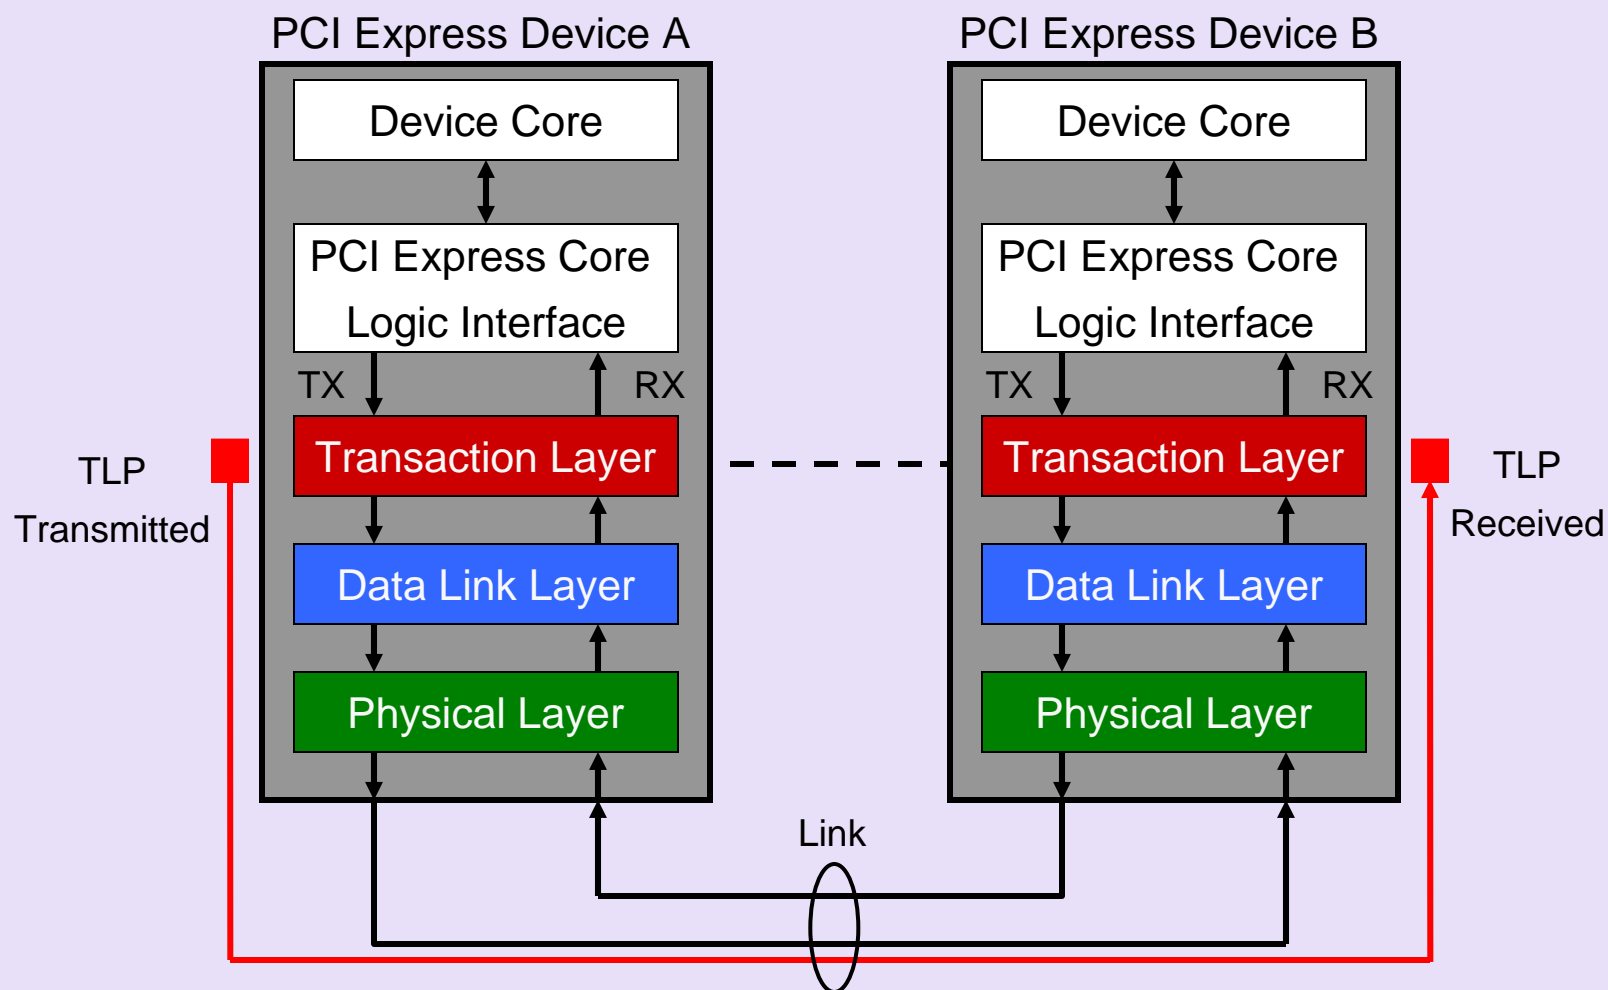 PCI Express Device A
PCI Express Device B
Device Core
Device Core
PCI Express Core
Logic Interface
PCI Express Core
Logic Interface
TX
RX
TX
RX
TLP
Transmitted
Transaction Layer
Transaction Layer
TLP
Received
Data Link Layer
Data Link Layer
Physical Layer
Physical Layer
Link